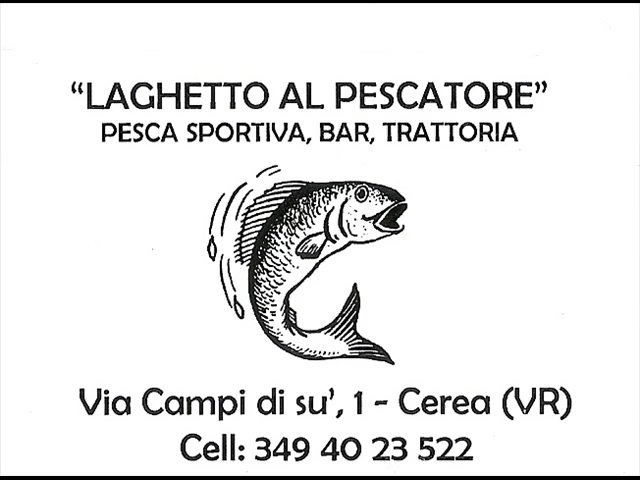 “LAGHETTO AL PESCATORE”
PESCA SPORTIVA, BAR, TRATTORIA
Via Campi di su’, 1 - Cerea (VR)
Cell: 349 40 23 522